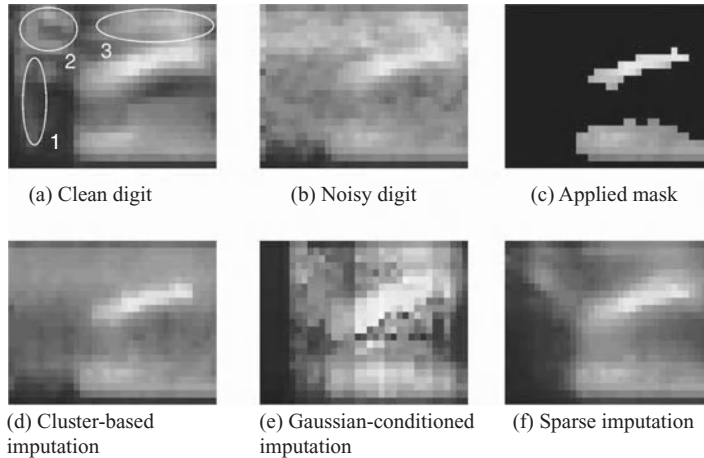 2
3
1
(a) Clean digit
(b) Noisy digit
(c) Applied mask
(d) Cluster-based
imputation
(e) Gaussian-conditioned
imputation
(f) Sparse imputation